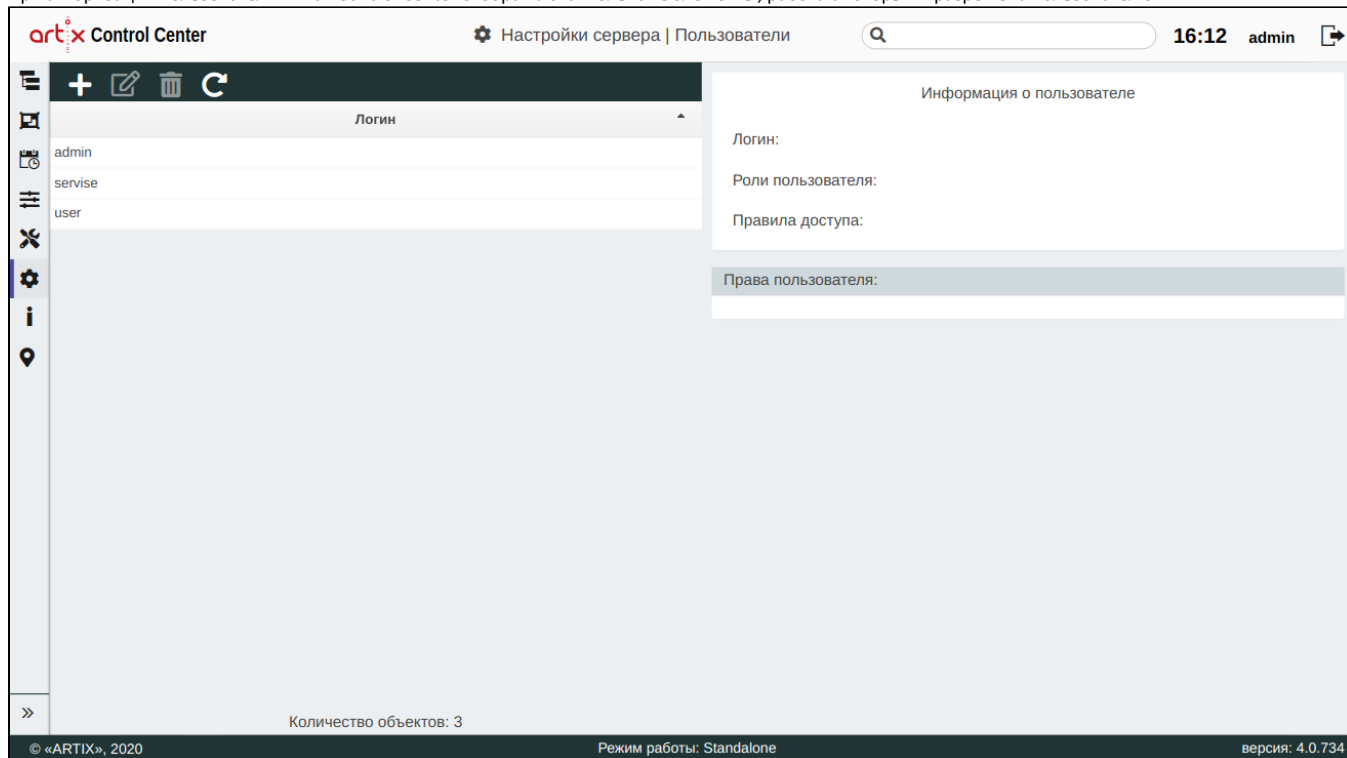 artix Control Center
Настройки сервера | Пользователи
16:12
admin
Логин
admin
servise
user
Количество объектов: 3
Информация о пользователе
Логин:
Роли пользователя:
Правила доступа:
Права пользователя:
© «ARTIX», 2020
Режим работы: Standalone
версия: 4.0.734